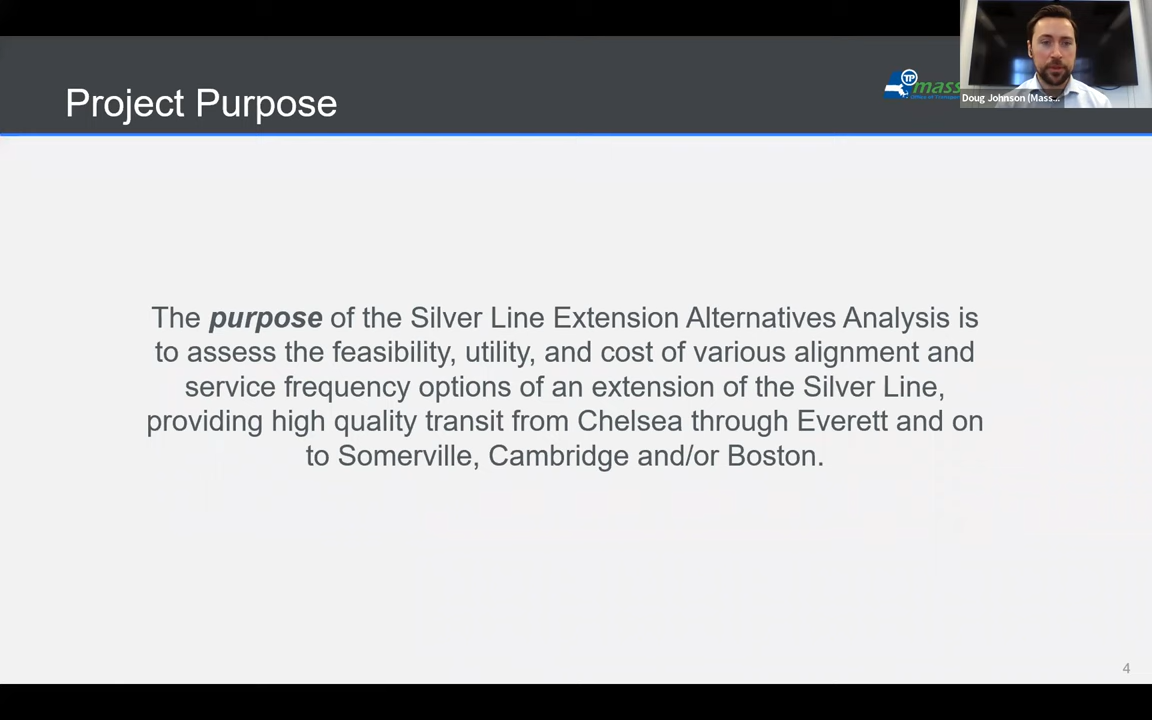 Project Purpose
TP
mass
Doug Johnson (Mass...
The purpose of the Silver Line Extension Alternatives Analysis is
to assess the feasibility, utility, and cost of various alignment and
service frequency options of an extension of the Silver Line,
providing high quality transit from Chelsea through Everett and on
to Somerville, Cambridge and/or Boston.
4